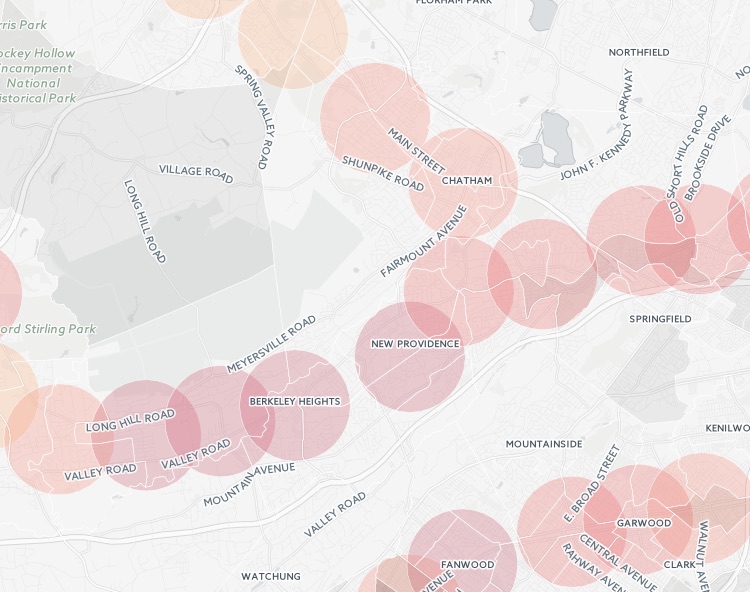 FLORHAM PARK
rris Park
ockey Hollow
ncampment
National
istorical Park
NORTHFIELD
SPRING VALLEY ROAD
JOHN F. KENNEDY PARKWAY
OLD SHORT HILLS ROAD
BROOKSIDE DRIVE
NO
MAIN STREET
SHUNPIKE ROAD
CHATHAM
VILLAGE ROAD
LONG HILL ROAD
FAIRMOUNT AVENUE
ord Stirling Park
MEYERSVILLE ROAD
NEW PROVIDENCE
SPRINGFIELD
BERKELEY HEIGHTS
LONG HILL ROAD
VALLEY ROAD
VALLEY ROAD
MOUNTAIN AVENUE
VALLEY ROAD
MOUNTAINSIDE
KENILWO
E. BROAD STREET
GARWOOD
CENTRAL AVENUE
RAHWAY AVEN
WALNUT AVE
CLARK
FANWOOD
AVENUE
WATCHUNG